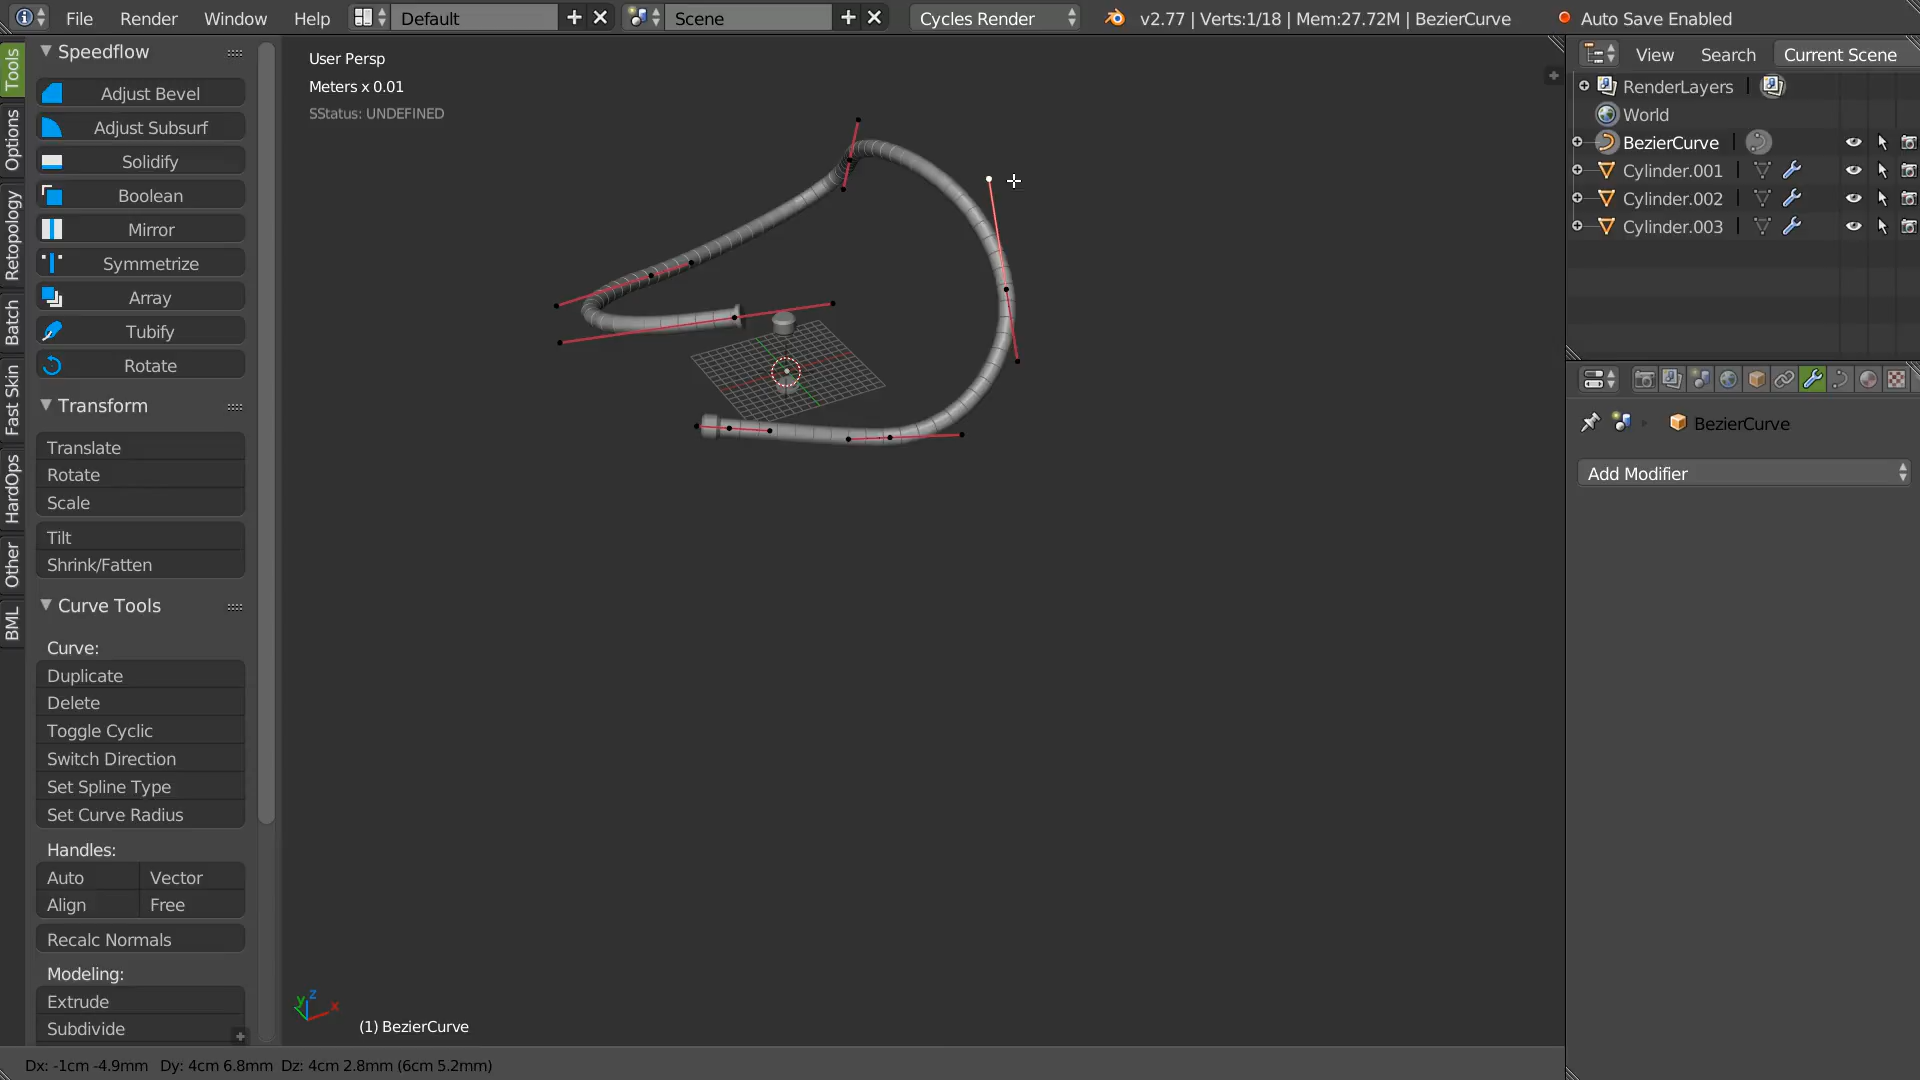 File Render Window Help Default Scene Cycles Render v2.77 | Verts:1/18 | Mem:27.72M | BezierCurve Auto Save Enabled
Tools
Options
Retopology
Batch
Fast Skin
HardOps
Other
BML
Speedflow
Adjust Bevel
Adjust Subsurf
Solidify
Boolean
Mirror
Symmetrize
Array
Tubify
Rotate
Transform
Translate
Rotate
Scale
Tilt
Shrink/Fatten
Curve Tools
Curve:
Duplicate
Delete
Toggle Cyclic
Switch Direction
Set Spline Type
Set Curve Radius
Handles:
Auto Vector
Align Free
Recalc Normals
Modeling:
Extrude
Subdivide
User Persp
Meters x 0.01
SStatus: UNDEFINED
y z x
(1) BezierCurve
Dx: -1cm -4.9mm Dy: 4cm 6.8mm Dz: 4cm 2.8mm (6cm 5.2mm)
View Search Current Scene
RenderLayers |
World
BezierCurve |
Cylinder.001 |
Cylinder.002 |
Cylinder.003 |
BezierCurve
Add Modifier